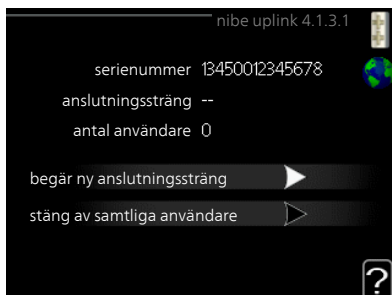 nibe uplink 4.1.3.1
serienummer 13450012345678
anslutningssträng --
antal användare 0
begär ny anslutningssträng
stäng av samtliga användare
?